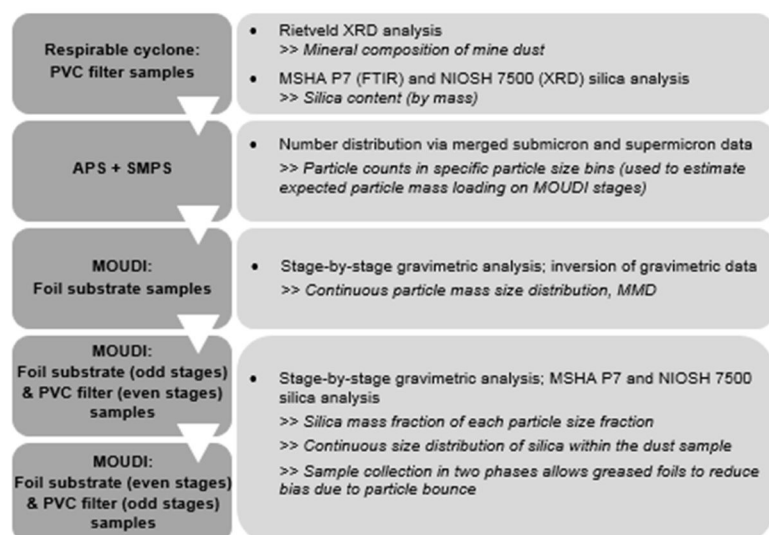 Respirable cyclone:
PVC filter samples
• Rietveld XRD analysis
>> Mineral composition of mine dust
• MSHA P7 (FTIR) and NIOSH 7500 (XRD) silica analysis
>> Silica content (by mass)
APS + SMPS
• Number distribution via merged submicron and supermicron data
>> Particle counts in specific particle size bins (used to estimate
expected particle mass loading on MOUDI stages)
MOUDI:
Foil substrate samples
• Stage-by-stage gravimetric analysis; inversion of gravimetric data
>> Continuous particle mass size distribution, MMD
MOUDI:
Foil substrate (odd stages)
& PVC filter (even stages)
samples
MOUDI:
Foil substrate (even stages)
& PVC filter (odd stages)
samples
• Stage-by-stage gravimetric analysis; MSHA P7 and NIOSH 7500
silica analysis
>> Silica mass fraction of each particle size fraction
>> Continuous size distribution of silica within the dust sample
>> Sample collection in two phases allows greased foils to reduce
bias due to particle bounce